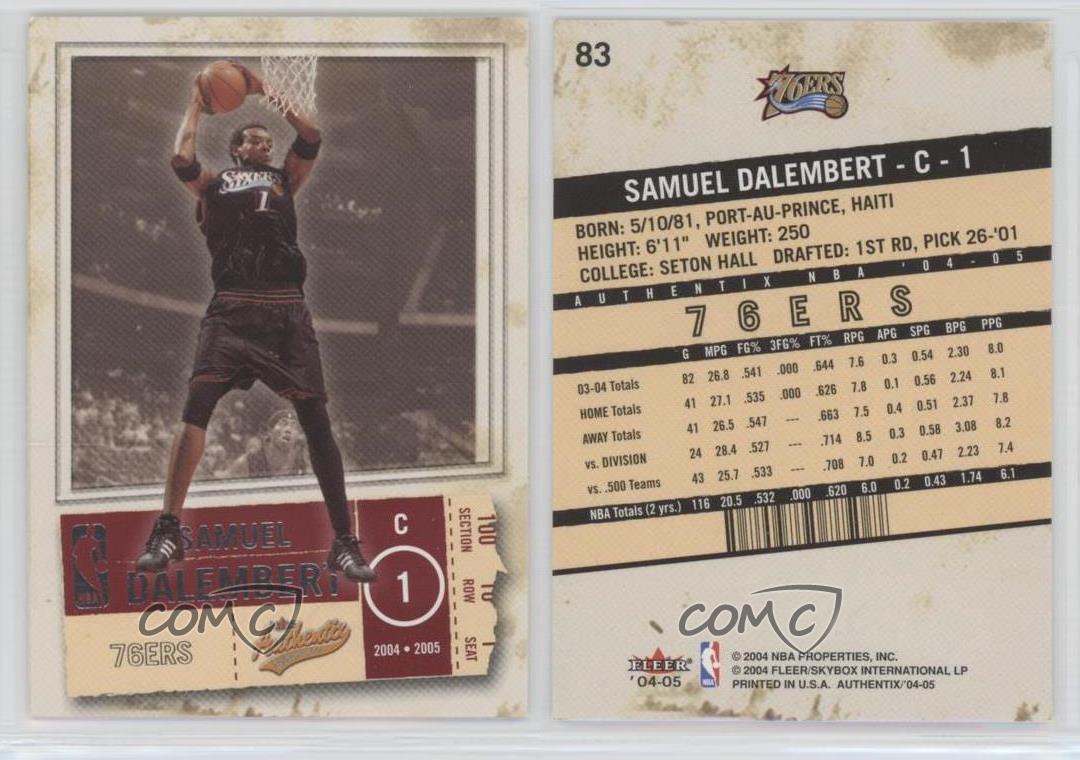 SIXERS
1
SAMUEL
DALEMBERT
76ERS
Authentix
C
1
2004 • 2005
SECTION ROW SEAT
100 10 1
NBA
COMC
83
76ERS
SAMUEL DALEMBERT - C - 1
BORN: 5/10/81, PORT-AU-PRINCE, HAITI
HEIGHT: 6'11" WEIGHT: 250
COLLEGE: SETON HALL DRAFTED: 1ST RD, PICK 26-'01
AUTHENTIX NBA '04-05
76ERS
G MPG FG% 3FG% FT% RPG APG SPG BPG PPG
03-04 Totals 82 26.8 .541 .000 .644 7.6 0.3 0.54 2.30 8.0
HOME Totals 41 27.1 .535 .000 .626 7.8 0.1 0.56 2.24 8.1
AWAY Totals 41 26.5 .547 --- .663 7.5 0.4 0.51 2.37 7.8
vs. DIVISION 24 28.4 .527 --- .714 8.5 0.3 0.58 3.08 8.2
vs. .500 Teams 43 25.7 .533 --- .708 7.0 0.2 0.47 2.23 7.4
NBA Totals (2 yrs.) 116 20.5 .532 .000 .620 6.0 0.2 0.43 1.74 6.1
COMC
FLEER
'04-05
NBA
© 2004 NBA PROPERTIES, INC.
© 2004 FLEER/SKYBOX INTERNATIONAL LP
PRINTED IN U.S.A. AUTHENTIX/'04-05